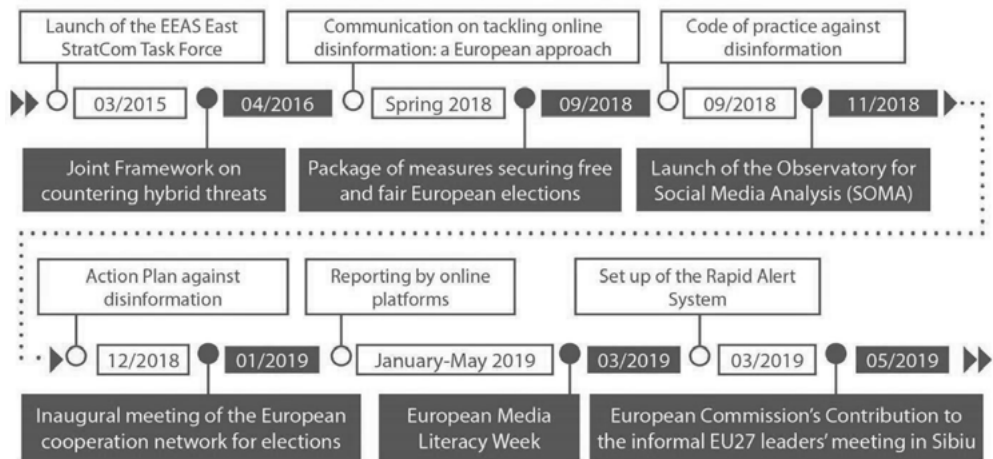 Launch of the EEAS East
StratCom Task Force
Communication on tackling online
disinformation: a European approach
Code of practice against
disinformation
03/2015
04/2016
Spring 2018
09/2018
09/2018
11/2018
Joint Framework on
countering hybrid threats
Package of measures securing free
and fair European elections
Launch of the Observatory for
Social Media Analysis (SOMA)
Action Plan against
disinformation
Reporting by online
platforms
Set up of the Rapid Alert
System
12/2018
01/2019
January-May 2019
03/2019
03/2019
05/2019
Inaugural meeting of the European
cooperation network for elections
European Media
Literacy Week
European Commission's Contribution to
the informal EU27 leaders' meeting in Sibiu